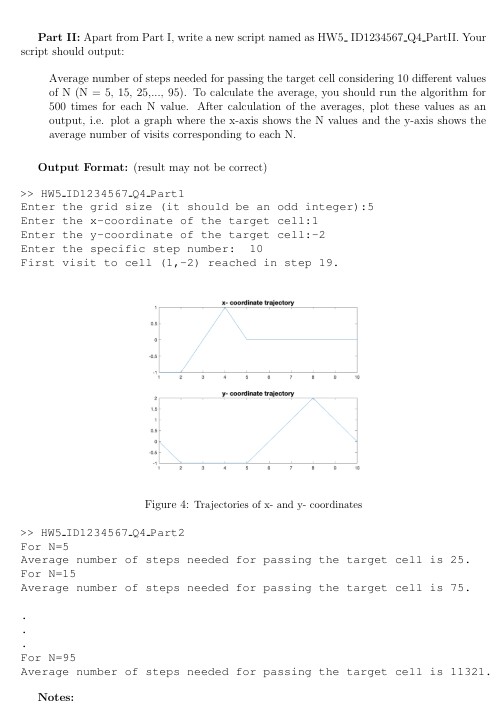 Part II: Apart from Part I, write a new script named as HW5_ ID1234567_Q4_PartII. Your
script should output:
Average number of steps needed for passing the target cell considering 10 different values
of N (N = 5, 15, 25,..., 95). To calculate the average, you should run the algorithm for
500 times for each N value. After calculation of the averages, plot these values as an
output, i.e. plot a graph where the x-axis shows the N values and the y-axis shows the
average number of visits corresponding to each N.
Output Format: (result may not be correct)
>> HW5_ID1234567_Q4_Part1
Enter the grid size (it should be an odd integer):5
Enter the x-coordinate of the target cell:1
Enter the y-coordinate of the target cell:-2
Enter the specific step number:  10
First visit to cell (1,-2) reached in step 19.
x- coordinate trajectory
1
0.5
0
-0.5
-1
1 2 3 4 5 6 7 8 9 10
y- coordinate trajectory
2
1.5
1
0.5
0
-0.5
-1
1 2 3 4 5 6 7 8 9 10
Figure 4: Trajectories of x- and y- coordinates
>> HW5_ID1234567_Q4_Part2
For N=5
Average number of steps needed for passing the target cell is 25.
For N=15
Average number of steps needed for passing the target cell is 75.
.
.
.
For N=95
Average number of steps needed for passing the target cell is 11321.
Notes: